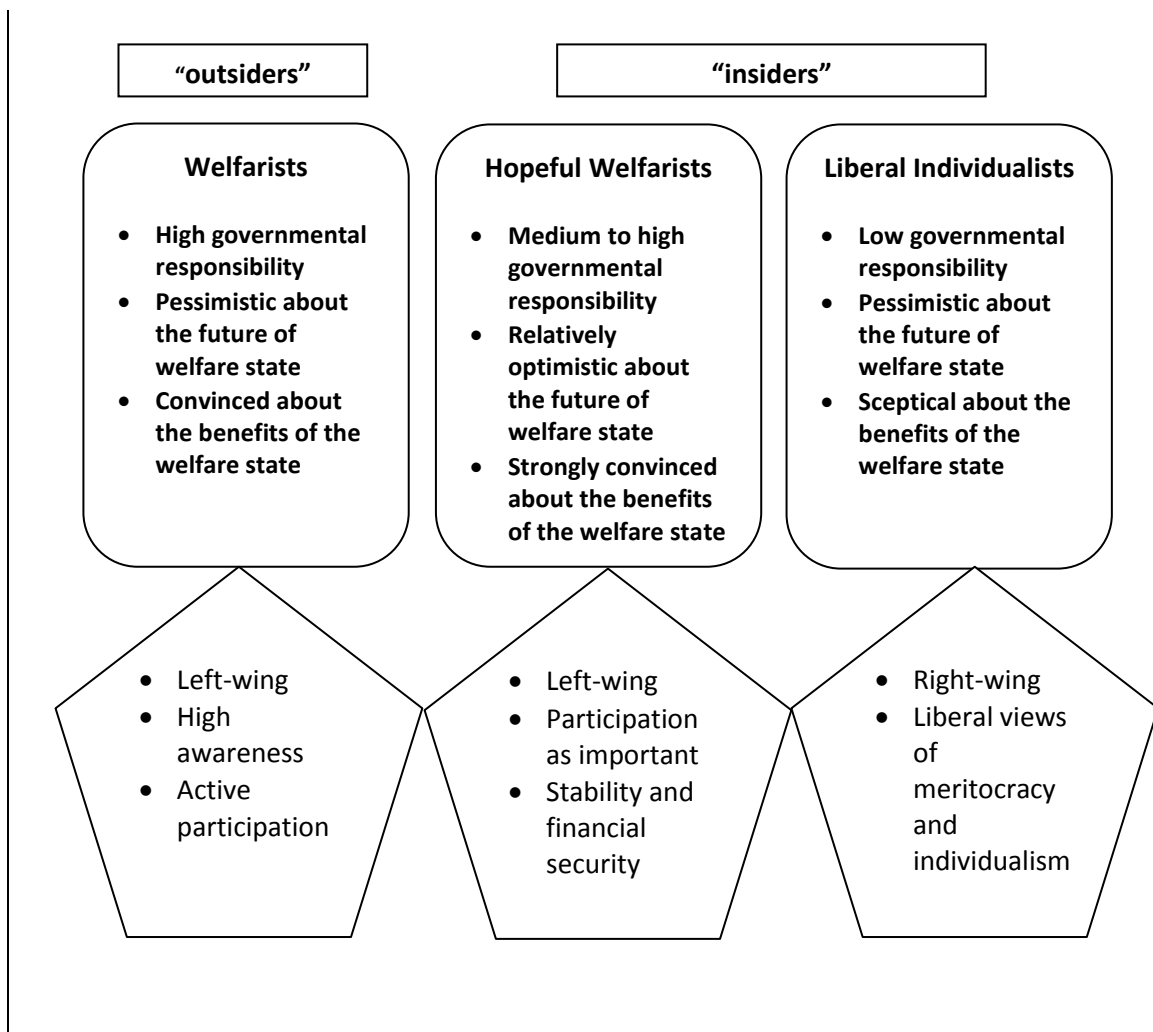 “outsiders”
“insiders”
Welfarists
• High governmental
responsibility
• Pessimistic about
the future of
welfare state
• Convinced about
the benefits of the
welfare state
Hopeful Welfarists
• Medium to high
governmental
responsibility
• Relatively
optimistic about
the future of
welfare state
• Strongly convinced
about the benefits
of the welfare state
Liberal Individualists
• Low governmental
responsibility
• Pessimistic about
the future of
welfare state
• Sceptical about the
benefits of the
welfare state
• Left-wing
• High
awareness
• Active
participation
• Left-wing
• Participation
as important
• Stability and
financial
security
• Right-wing
• Liberal views
of
meritocracy
and
individualism